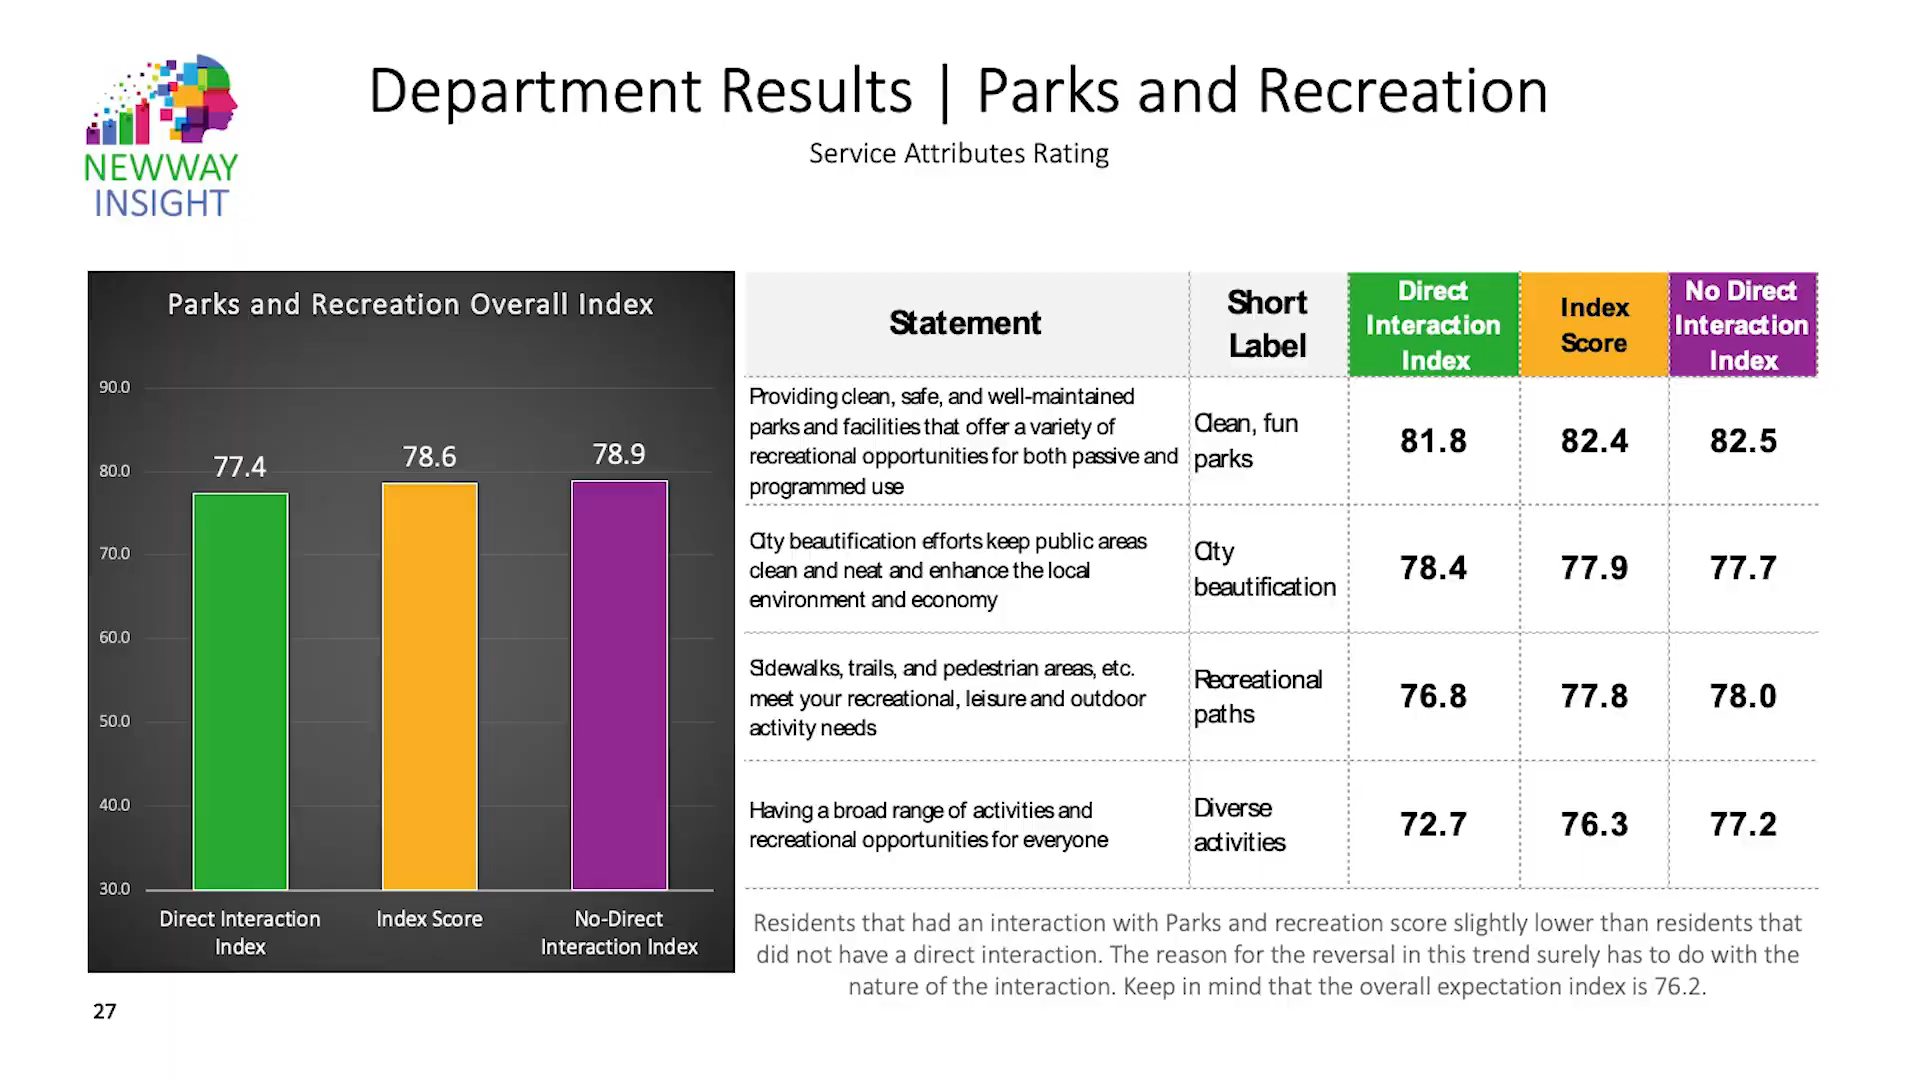 NEWWAY
INSIGHT
Department Results | Parks and Recreation
Service Attributes Rating
Parks and Recreation Overall Index
90.0
80.0
70.0
60.0
50.0
40.0
30.0
77.4
78.6
78.9
Direct Interaction
Index
Index Score
No-Direct
Interaction Index
Statement
Short
Label
Direct
Interaction
Index
Index
Score
No Direct
Interaction
Index
Providing clean, safe, and well-maintained
parks and facilities that offer a variety of
recreational opportunities for both passive and
programmed use
Clean, fun
parks
81.8
82.4
82.5
City beautification efforts keep public areas
clean and neat and enhance the local
environment and economy
City
beautification
78.4
77.9
77.7
Sidewalks, trails, and pedestrian areas, etc.
meet your recreational, leisure and outdoor
activity needs
Recreational
paths
76.8
77.8
78.0
Having a broad range of activities and
recreational opportunities for everyone
Diverse
activities
72.7
76.3
77.2
Residents that had an interaction with Parks and recreation score slightly lower than residents that
did not have a direct interaction. The reason for the reversal in this trend surely has to do with the
nature of the interaction. Keep in mind that the overall expectation index is 76.2.
27